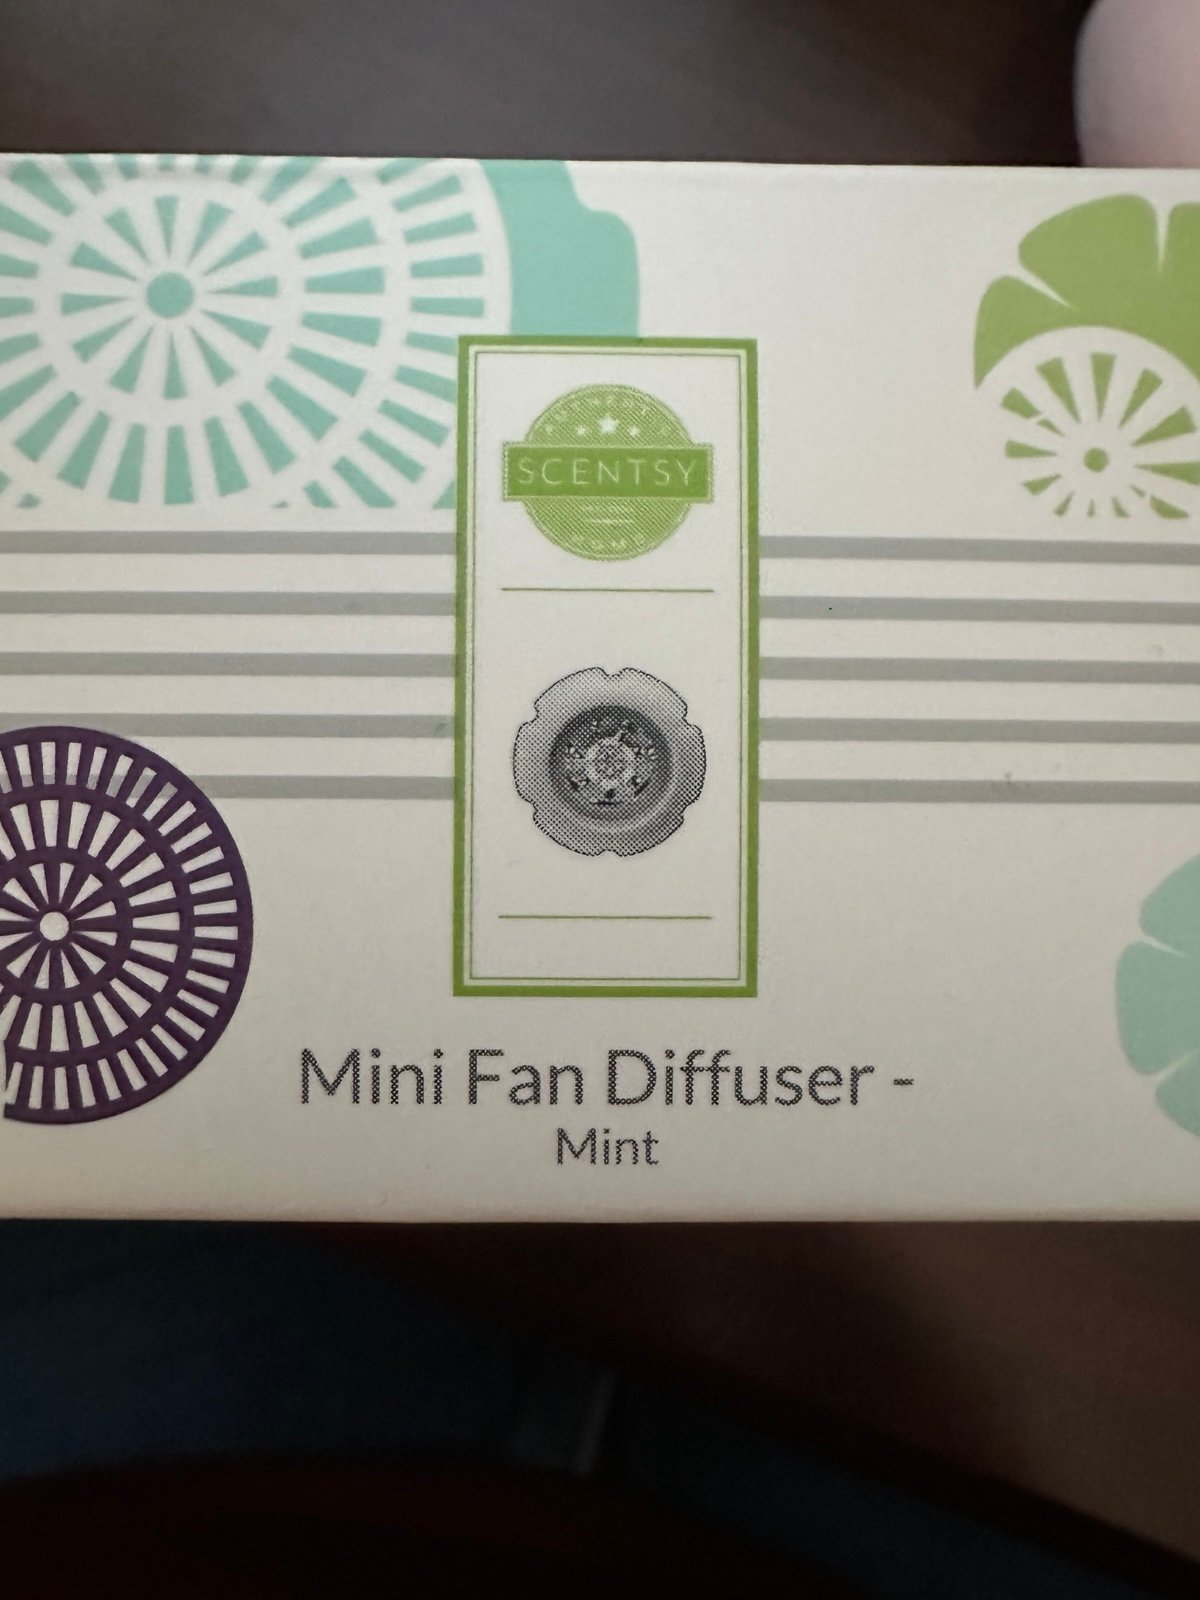 SCENTSY
Mini Fan Diffuser -
Mint